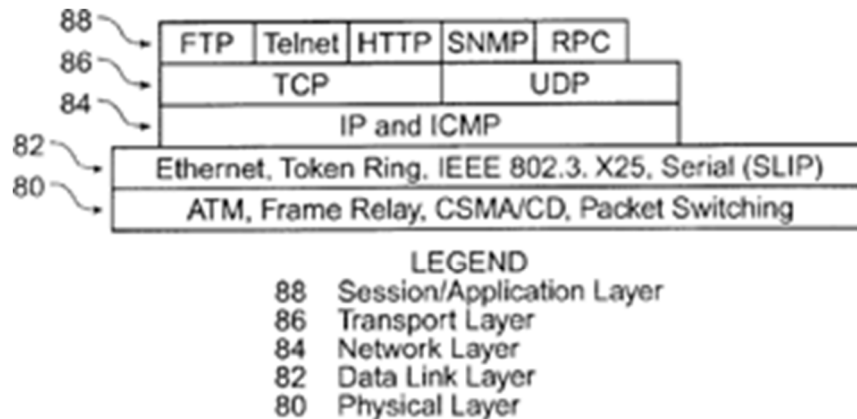 88 FTP Telnet HTTP SNMP RPC
86 TCP UDP
84 IP and ICMP
82 Ethernet, Token Ring, IEEE 802.3. X25, Serial (SLIP)
80 ATM, Frame Relay, CSMA/CD, Packet Switching
LEGEND
88 Session/Application Layer
86 Transport Layer
84 Network Layer
82 Data Link Layer
80 Physical Layer